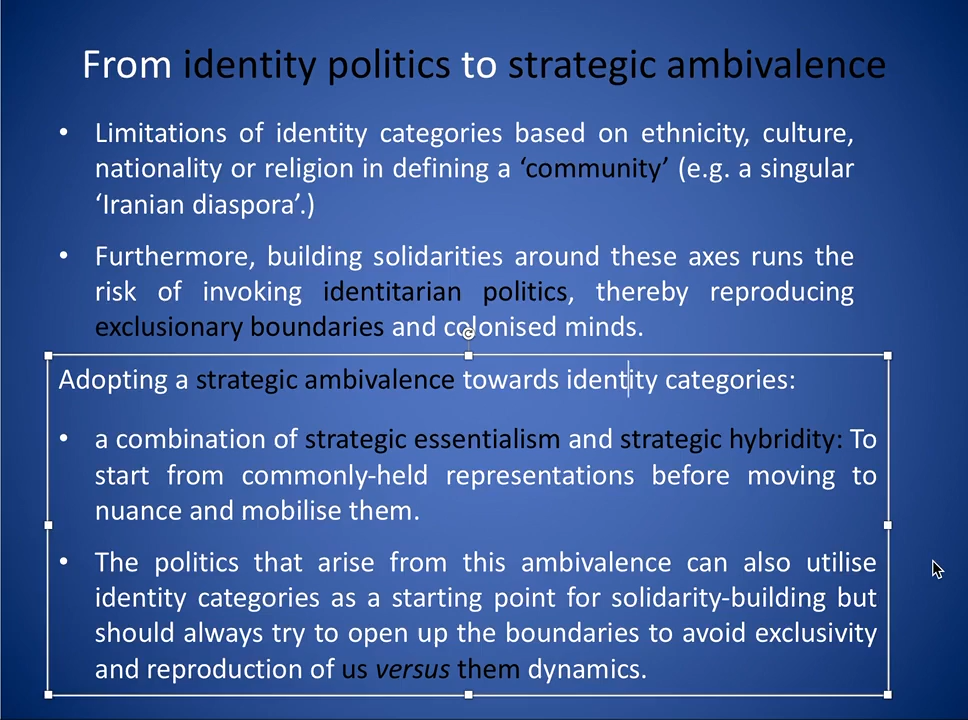 From identity politics to strategic ambivalence
• Limitations of identity categories based on ethnicity, culture,
nationality or religion in defining a ‘community’ (e.g. a singular
‘Iranian diaspora’.)
• Furthermore, building solidarities around these axes runs the
risk of invoking identitarian politics, thereby reproducing
exclusionary boundaries and colonised minds.
Adopting a strategic ambivalence towards identity categories:
• a combination of strategic essentialism and strategic hybridity: To
start from commonly-held representations before moving to
nuance and mobilise them.
• The politics that arise from this ambivalence can also utilise
identity categories as a starting point for solidarity-building but
should always try to open up the boundaries to avoid exclusivity
and reproduction of us versus them dynamics.